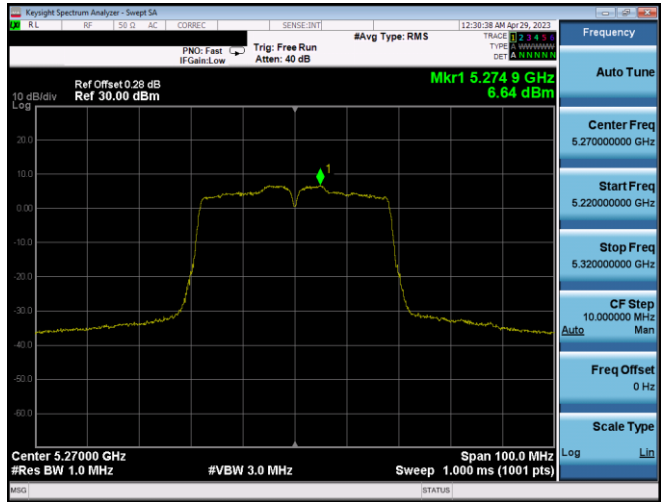 Keysight Spectrum Analyzer - Swept SA
RL RF 50 Ω AC CORREC SENSE:INT 12:30:38 AM Apr 29, 2023
#Avg Type: RMS
TRACE 1 2 3 4 5 6
TYPE A WWWWW
DET A N N N N N
PNO: Fast
IFGain:Low
Trig: Free Run
Atten: 40 dB
Mkr1 5.274 9 GHz
6.64 dBm
Ref Offset 0.28 dB
10 dB/div Ref 30.00 dBm
Log
20.0
10.0
0.00
-10.0
-20.0
-30.0
-40.0
-50.0
-60.0
1
Center 5.27000 GHz
Span 100.0 MHz
#Res BW 1.0 MHz
#VBW 3.0 MHz
Sweep 1.000 ms (1001 pts)
MSG
STATUS
Frequency
Auto Tune
Center Freq
5.270000000 GHz
Start Freq
5.220000000 GHz
Stop Freq
5.320000000 GHz
CF Step
10.000000 MHz
Auto Man
Freq Offset
0 Hz
Scale Type
Log Lin